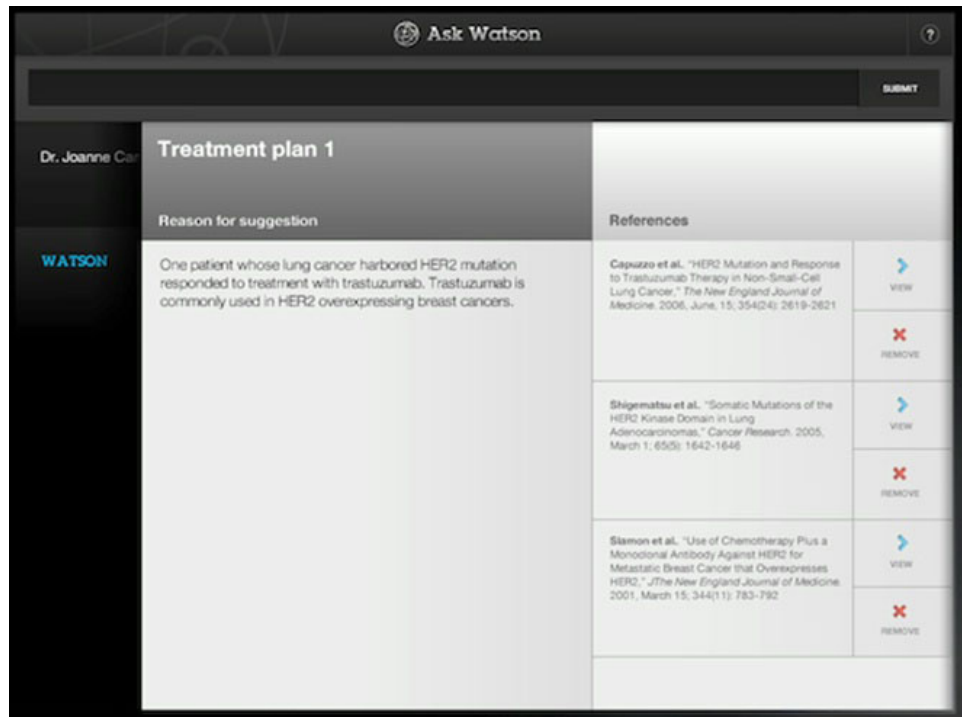 Ask Watson
?
SUBMIT
Dr. Joanne Car
Treatment plan 1
Reason for suggestion
References
WATSON
One patient whose lung cancer harbored HER2 mutation
responded to treatment with trastuzumab. Trastuzumab is
commonly used in HER2 overexpressing breast cancers.
Capuzzo et al. "HER2 Mutation and Response
to Trastuzumab Therapy in Non-Small-Cell
Lung Cancer," The New England Journal of
Medicine. 2006, June, 15; 354(24): 2619-2621
VIEW
REMOVE
Shigematsu et al. "Somatic Mutations of the
HER2 Kinase Domain in Lung
Adenocarcinomas," Cancer Research. 2005,
March 1; 65(5): 1642-1646
VIEW
REMOVE
Slamon et al. "Use of Chemotherapy Plus a
Monoclonal Antibody Against HER2 for
Metastatic Breast Cancer that Overexpresses
HER2," JThe New England Journal of Medicine.
2001, March 15; 344(11): 783-792
VIEW
REMOVE